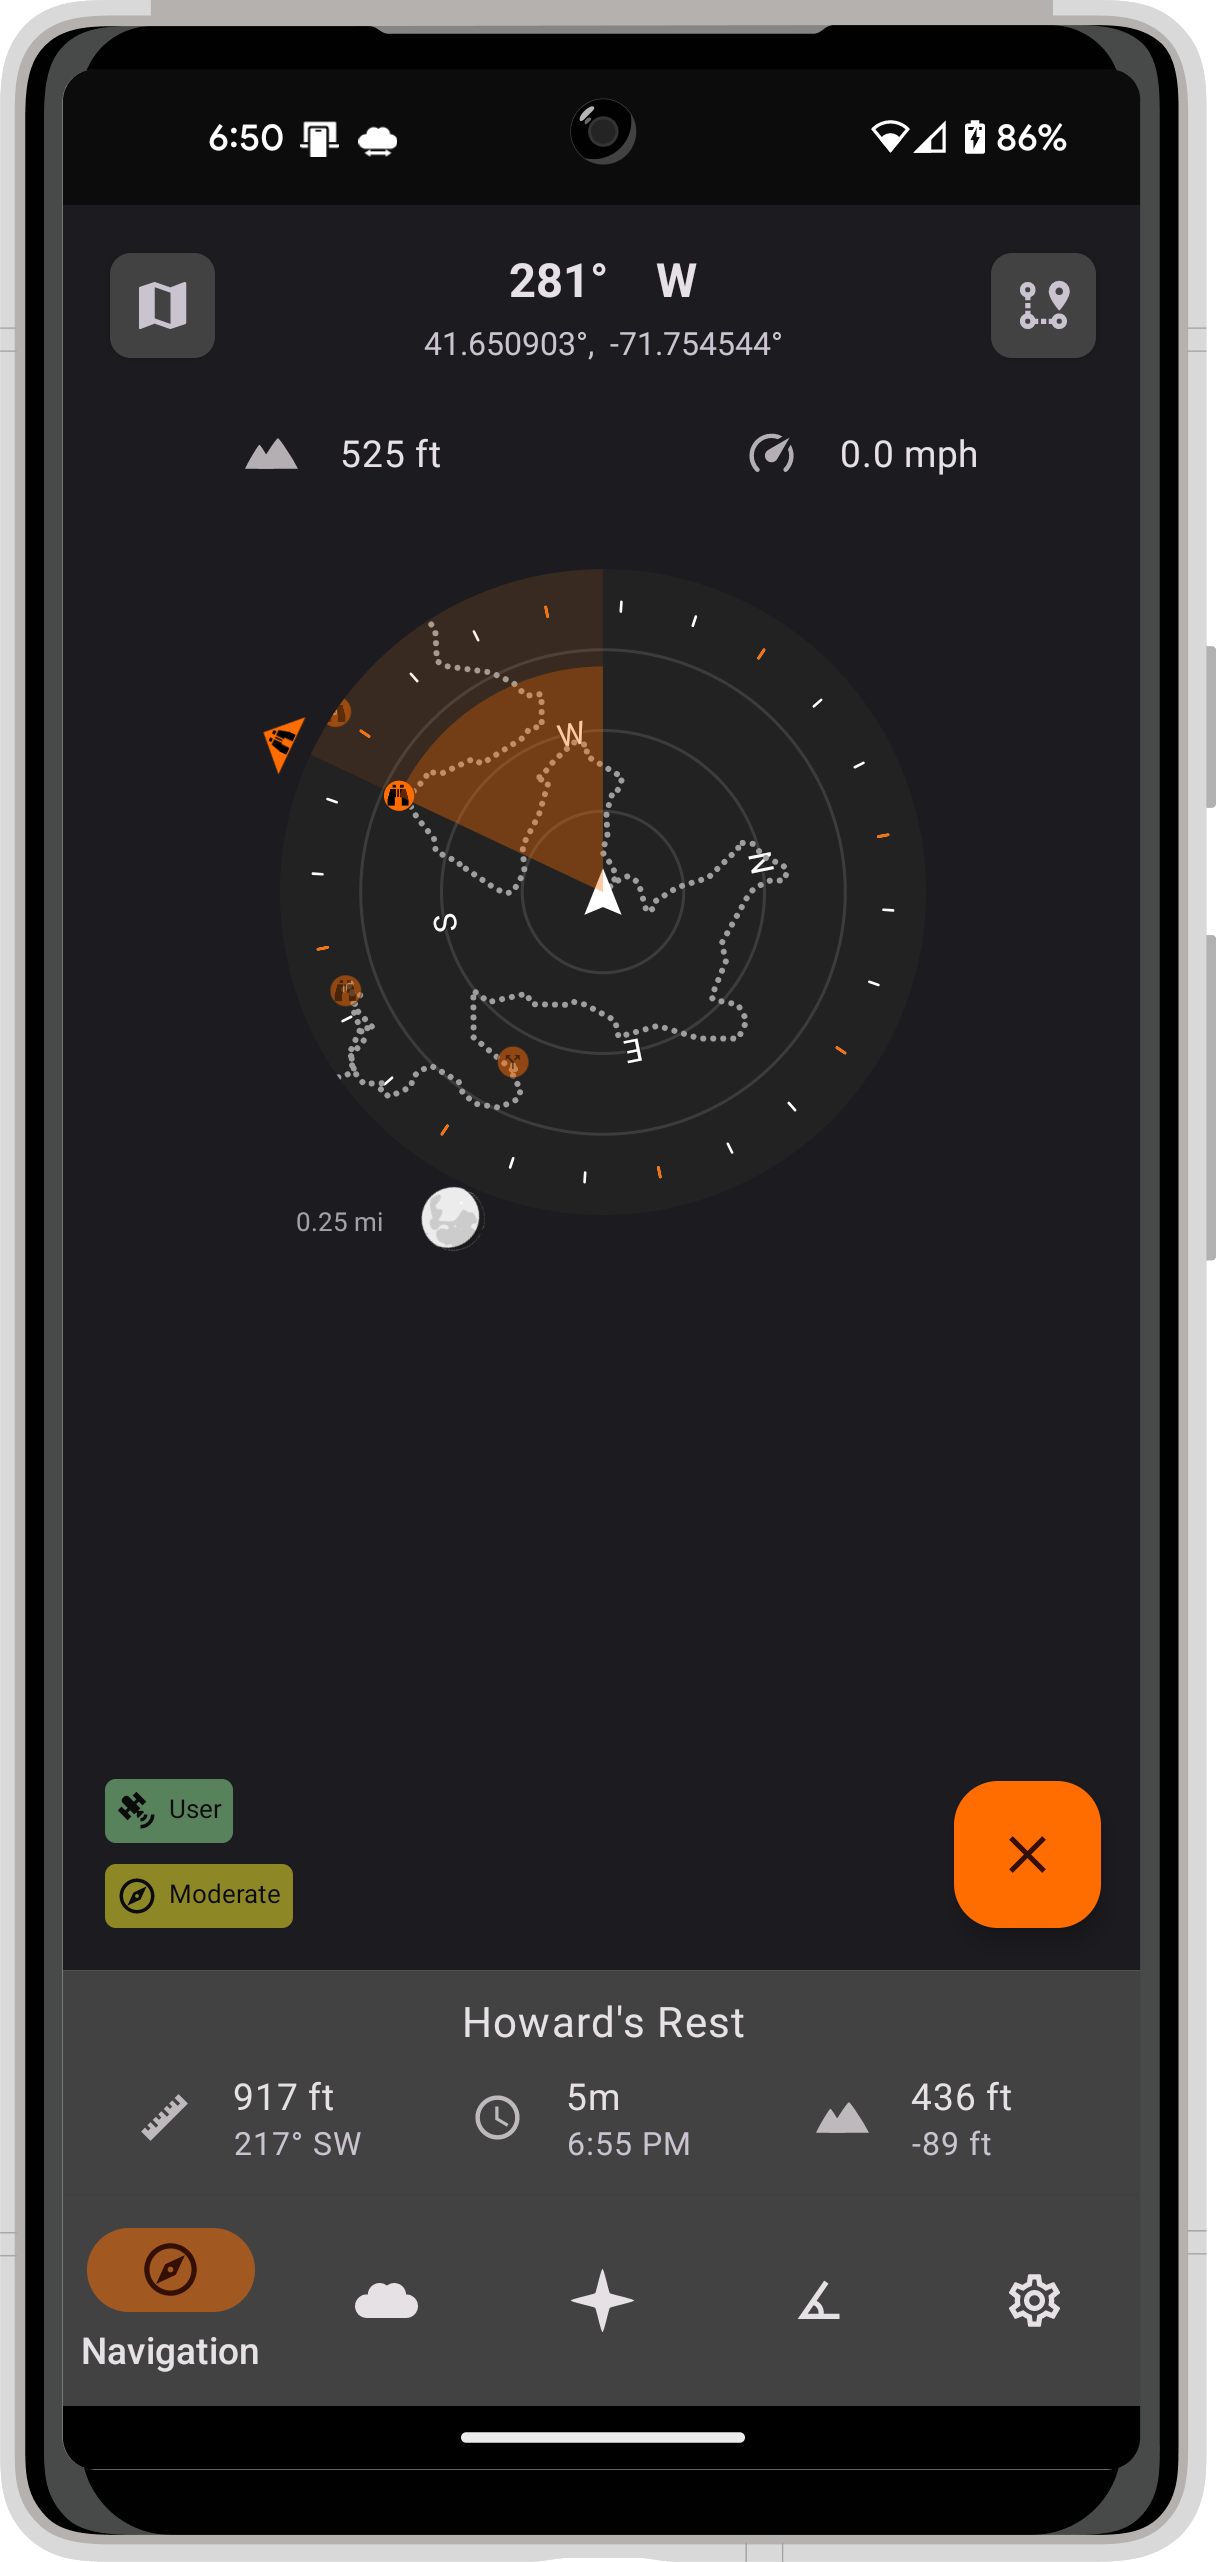 6:50 86%
281° W
41.650903°, -71.754544°
525 ft 0.0 mph
W
N
S
E
0.25 mi
User
Moderate
Howard's Rest
917 ft 5m 436 ft
217° SW 6:55 PM -89 ft
Navigation